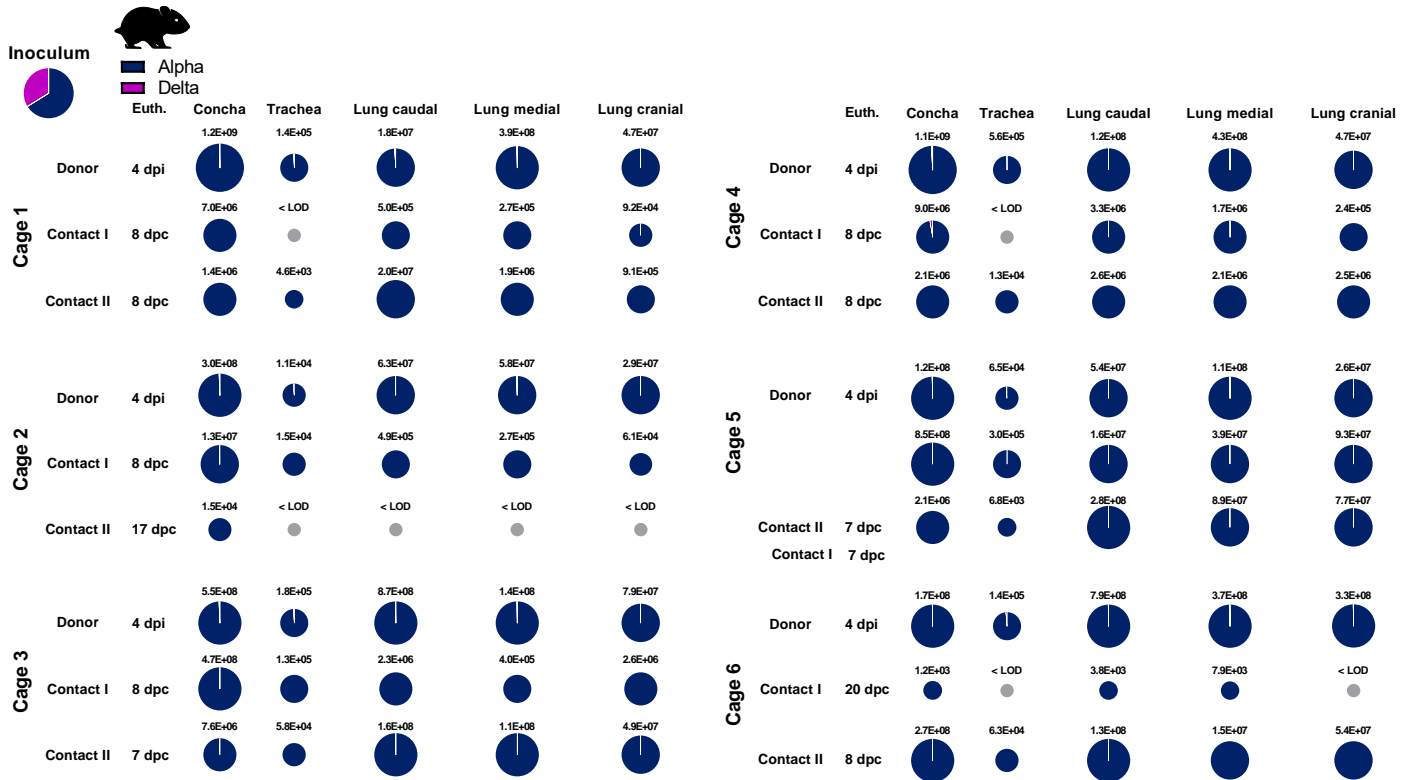 Inoculum
Alpha
Delta
Euth. Concha Trachea Lung caudal Lung medial Lung cranial
Cage 1
1.2E+09 1.4E+05 1.8E+07 3.9E+08 4.7E+07
Donor 4 dpi
7.0E+06 < LOD 5.0E+05 2.7E+05 9.2E+04
Contact I 8 dpc
1.4E+06 4.6E+03 2.0E+07 1.9E+06 9.1E+05
Contact II 8 dpc
Cage 2
3.0E+08 1.1E+04 6.3E+07 5.8E+07 2.9E+07
Donor 4 dpi
1.3E+07 1.5E+04 4.9E+05 2.7E+05 6.1E+04
Contact I 8 dpc
1.5E+04 < LOD < LOD < LOD < LOD
Contact II 17 dpc
Cage 3
5.5E+08 1.8E+05 8.7E+08 1.4E+08 7.9E+07
Donor 4 dpi
4.7E+08 1.3E+05 2.3E+06 4.0E+05 2.6E+06
Contact I 8 dpc
7.6E+06 5.8E+04 1.6E+08 1.1E+08 4.9E+07
Contact II 7 dpc
Euth. Concha Trachea Lung caudal Lung medial Lung cranial
Cage 4
1.1E+09 5.6E+05 1.2E+08 4.3E+08 4.7E+07
Donor 4 dpi
9.0E+06 < LOD 3.3E+06 1.7E+06 2.4E+05
Contact I 8 dpc
2.1E+06 1.3E+04 2.6E+06 2.1E+06 2.5E+06
Contact II 8 dpc
Cage 5
1.2E+08 6.5E+04 5.4E+07 1.1E+08 2.6E+07
Donor 4 dpi
8.5E+08 3.0E+05 1.6E+07 3.9E+07 9.3E+07
2.1E+06 6.8E+03 2.8E+08 8.9E+07 7.7E+07
Contact II 7 dpc
Contact I 7 dpc
Cage 6
1.7E+08 1.4E+05 7.9E+08 3.7E+08 3.3E+08
Donor 4 dpi
1.2E+03 < LOD 3.8E+03 7.9E+03 < LOD
Contact I 20 dpc
2.7E+08 6.3E+04 1.3E+08 1.5E+07 5.4E+07
Contact II 8 dpc